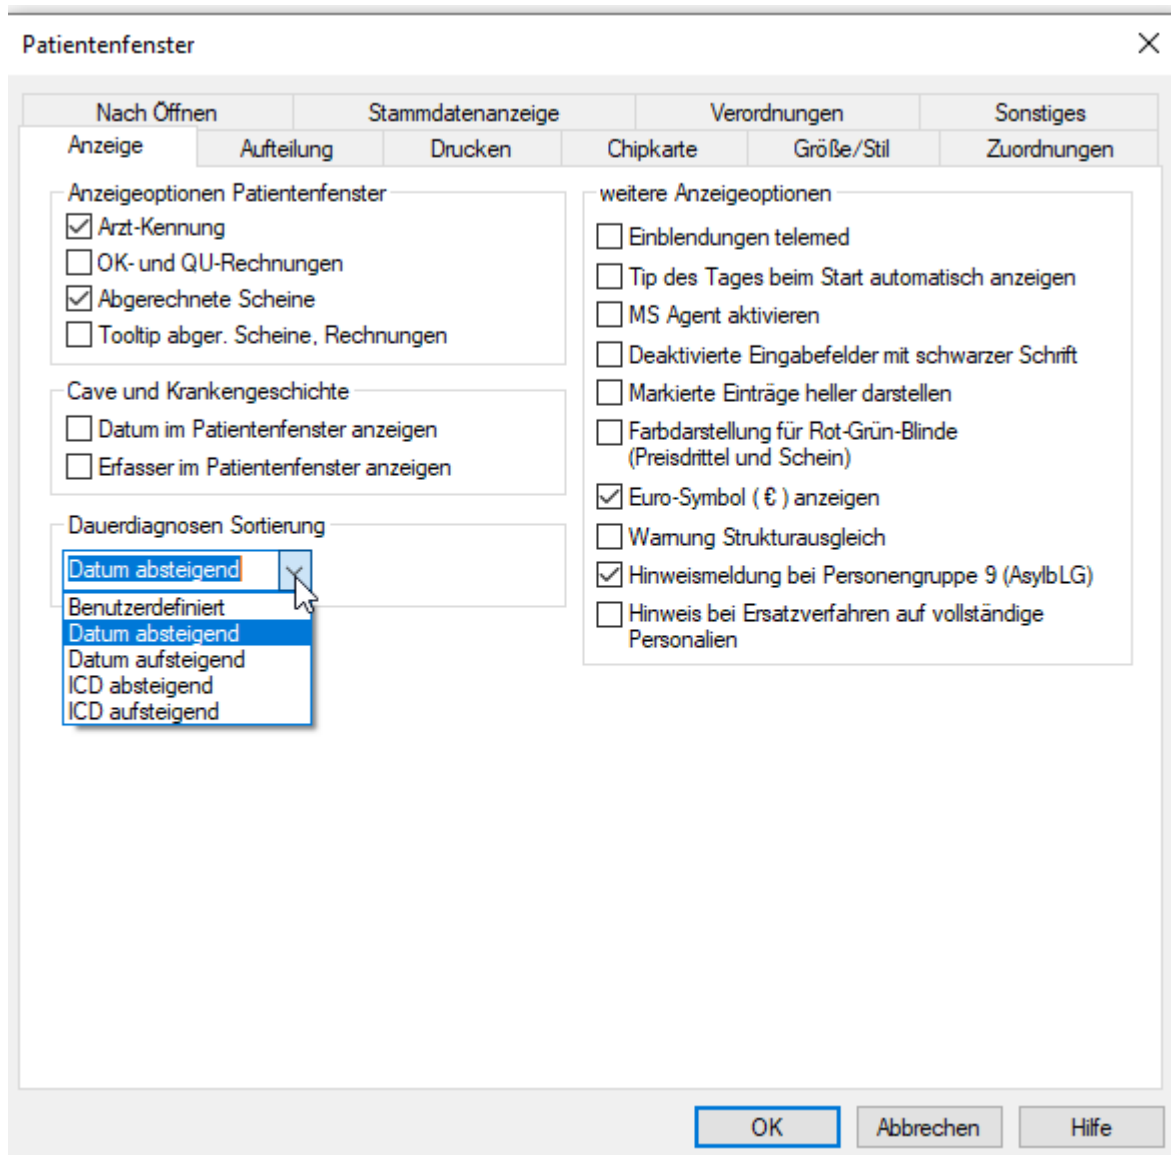 Patientenfenster
Nach Öffnen
Stammdatenanzeige
Verordnungen
Sonstiges
Anzeige
Aufteilung
Drucken
Chipkarte
Größe/Stil
Zuordnungen
Anzeigeoptionen Patientenfenster
Arzt-Kennung
OK- und QU-Rechnungen
Abgerechnete Scheine
Tooltip abger. Scheine, Rechnungen
Cave und Krankengeschichte
Datum im Patientenfenster anzeigen
Erfasser im Patientenfenster anzeigen
Dauerdiagnosen Sortierung
Datum absteigend
Benutzerdefiniert
Datum absteigend
Datum aufsteigend
ICD absteigend
ICD aufsteigend
weitere Anzeigeoptionen
Einblendungen telemed
Tip des Tages beim Start automatisch anzeigen
MS Agent aktivieren
Deaktivierte Eingabefelder mit schwarzer Schrift
Markierte Einträge heller darstellen
Farbdarstellung für Rot-Grün-Blinde
(Preisdrittel und Schein)
Euro-Symbol ( € ) anzeigen
Warnung Strukturausgleich
Hinweismeldung bei Personengruppe 9 (AsylbLG)
Hinweis bei Ersatzverfahren auf vollständige
Personalien
OK
Abbrechen
Hilfe